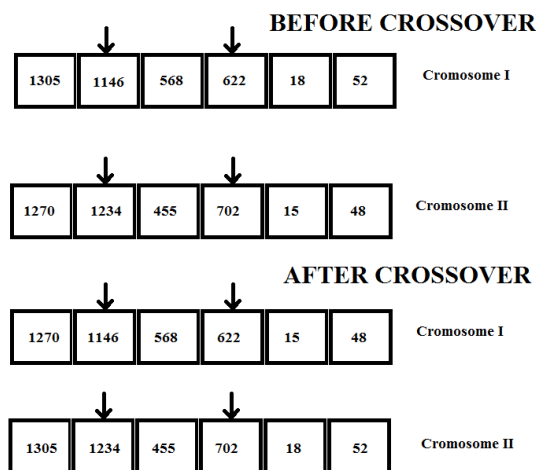 BEFORE CROSSOVER
1305 1146 568 622 18 52 Cromosome I
1270 1234 455 702 15 48 Cromosome II
AFTER CROSSOVER
1270 1146 568 622 15 48 Cromosome I
1305 1234 455 702 18 52 Cromosome II